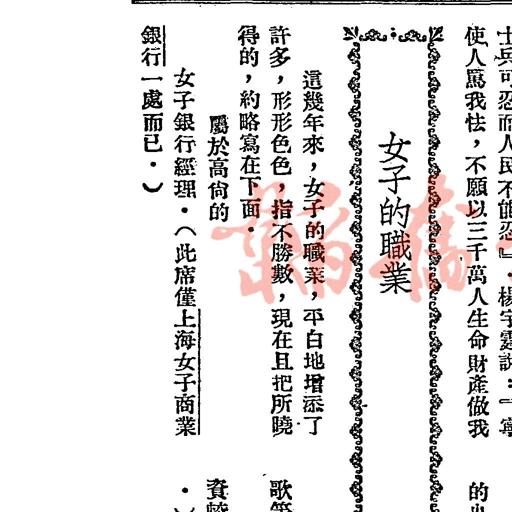 士兵可忍而人民不能忍』．楊宇霆說：『寧
使人罵我怯，不願以三千萬人生命財產做我
女子的職業
這幾年來，女子的職業，平白地增添了
許多，形形色色，指不勝數，現在且把所曉
得的，約略寫在下面．
屬於高尙的
女子銀行經理．（此席僅上海女子商業
銀行一處而已．）
的
歌
資